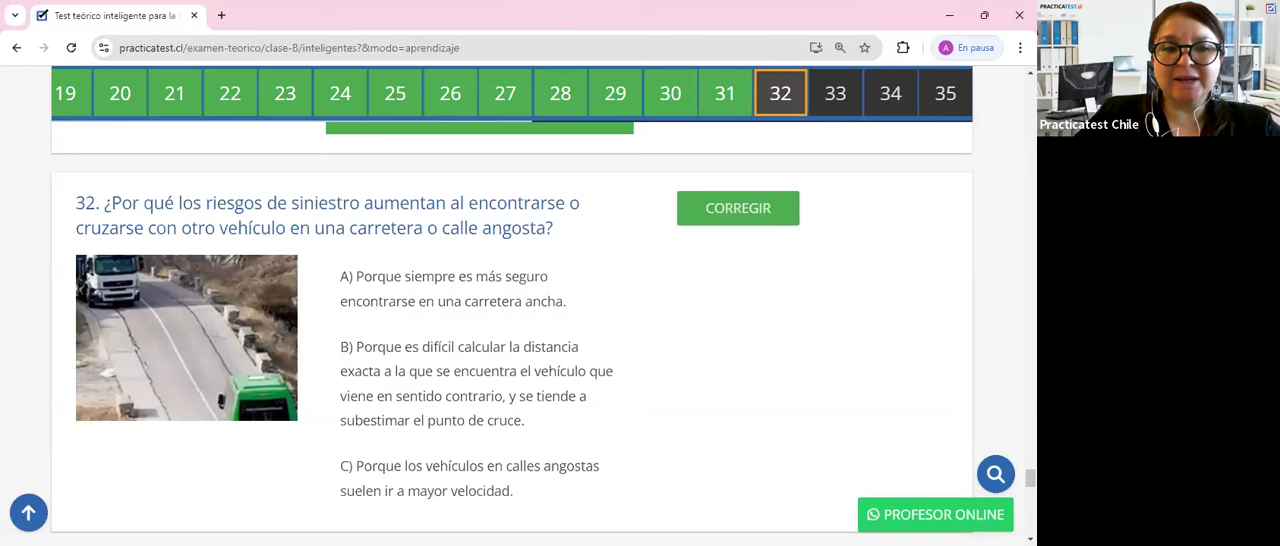 Test teórico inteligente para la
practicatest.cl/examen-teorico/clase-B/inteligentes?&modo=aprendizaje
A
En pausa
PRACTICATEST.cl
19 20 21 22 23 24 25 26 27 28 29 30 31 32 33 34 35
Practicatest Chile
32. ¿Por qué los riesgos de siniestro aumentan al encontrarse o
cruzarse con otro vehículo en una carretera o calle angosta?
CORREGIR
A) Porque siempre es más seguro
encontrarse en una carretera ancha.
B) Porque es difícil calcular la distancia
exacta a la que se encuentra el vehículo que
viene en sentido contrario, y se tiende a
subestimar el punto de cruce.
C) Porque los vehículos en calles angostas
suelen ir a mayor velocidad.
PROFESOR ONLINE